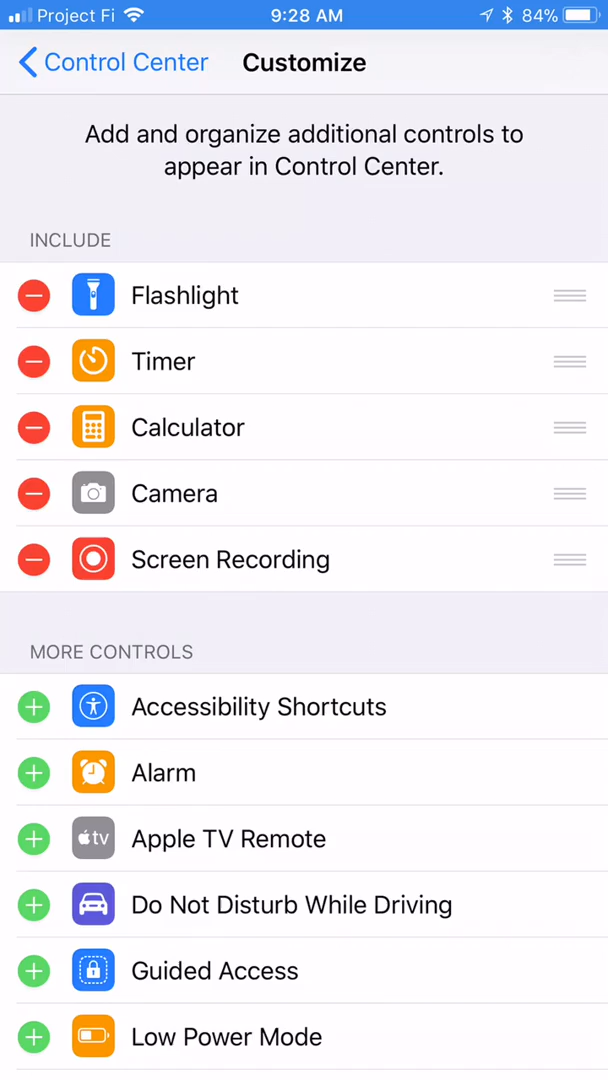 Project Fi 9:28 AM 84%
Control Center Customize
Add and organize additional controls to
appear in Control Center.
INCLUDE
Flashlight
Timer
Calculator
Camera
Screen Recording
MORE CONTROLS
Accessibility Shortcuts
Alarm
tv Apple TV Remote
Do Not Disturb While Driving
Guided Access
Low Power Mode